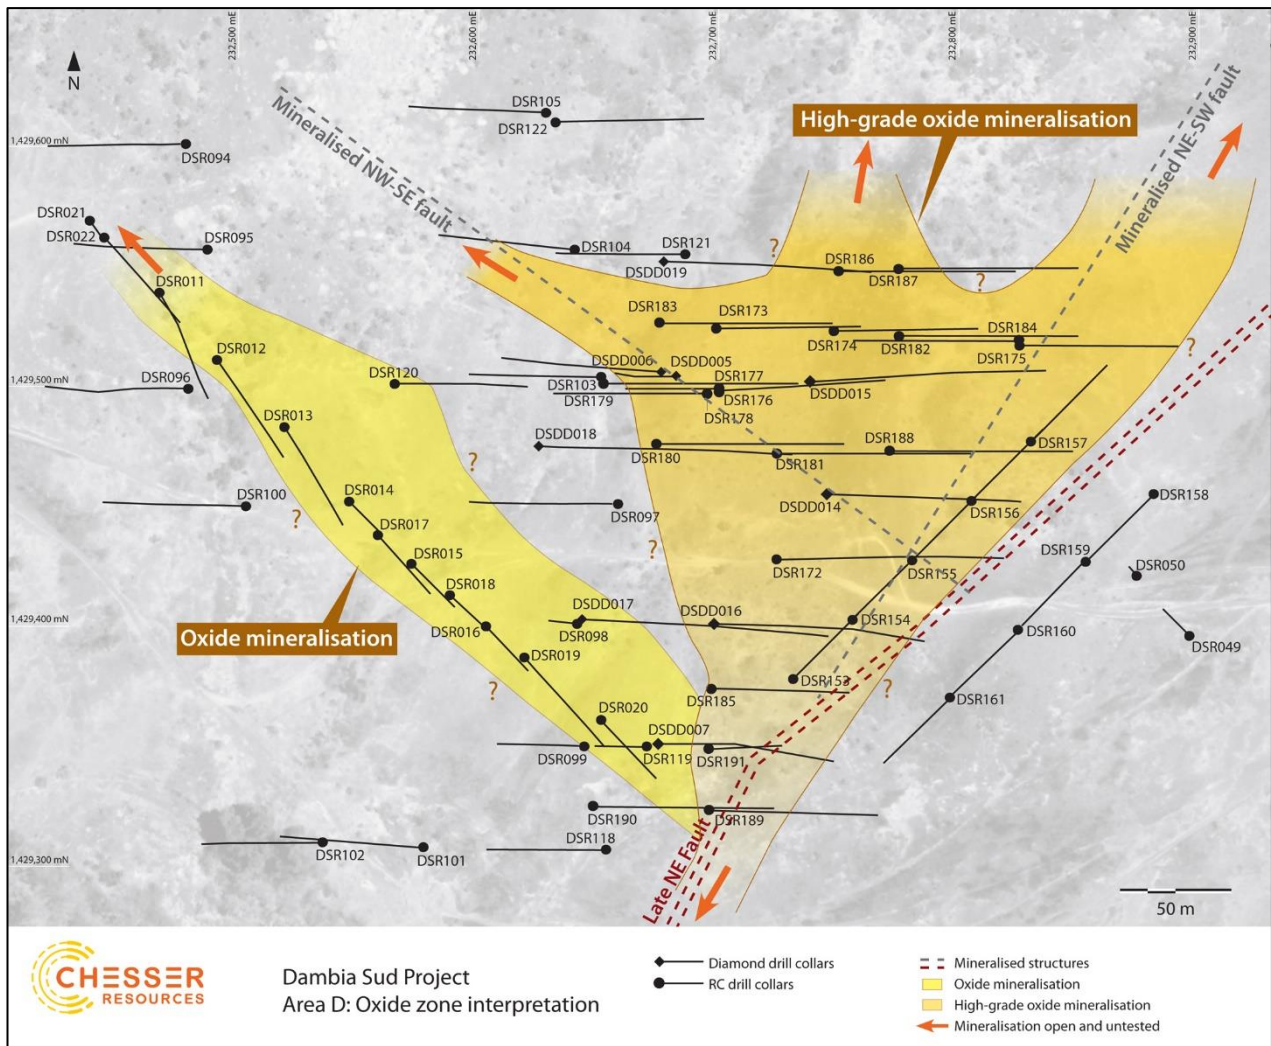 232,500 mE
232,600 mE
232,700 mE
232,800 mE
232,900 mE
N
1,429,600 mN
1,429,500 mN
1,429,400 mN
1,429,300 mN
Mineralised NW-SE fault
Mineralised NE-SW fault
High-grade oxide mineralisation
DSR105
DSR122
DSR094
DSR021
DSR022
DSR095
DSR011
DSR104
DSR121
DSDD019
DSR186
DSR187
?
?
DSR183
DSR173
DSR174
DSR182
DSR184
DSR175
?
DSR012
DSR096
DSR120
DSDD006
DSDD005
DSR103
DSR179
DSR177
DSR176
DSR178
DSDD015
DSR013
DSDD018
DSR180
DSR181
DSR188
DSR157
?
DSR100
DSR014
?
DSR097
DSDD014
DSR156
DSR158
DSR017
?
DSR015
DSR172
DSR155
DSR159
DSR050
DSR018
DSDD017
DSDD016
DSR016
DSR098
DSR154
DSR160
DSR049
Oxide mineralisation
DSR019
?
DSR185
DSR153
?
DSR161
DSR020
DSDD007
DSR099
DSR119
DSR191
DSR190
DSR189
DSR118
DSR102
DSR101
Late NE Fault
50 m
CHESSER
RESOURCES
Dambia Sud Project
Area D: Oxide zone interpretation
Diamond drill collars
RC drill collars
Mineralised structures
Oxide mineralisation
High-grade oxide mineralisation
Mineralisation open and untested